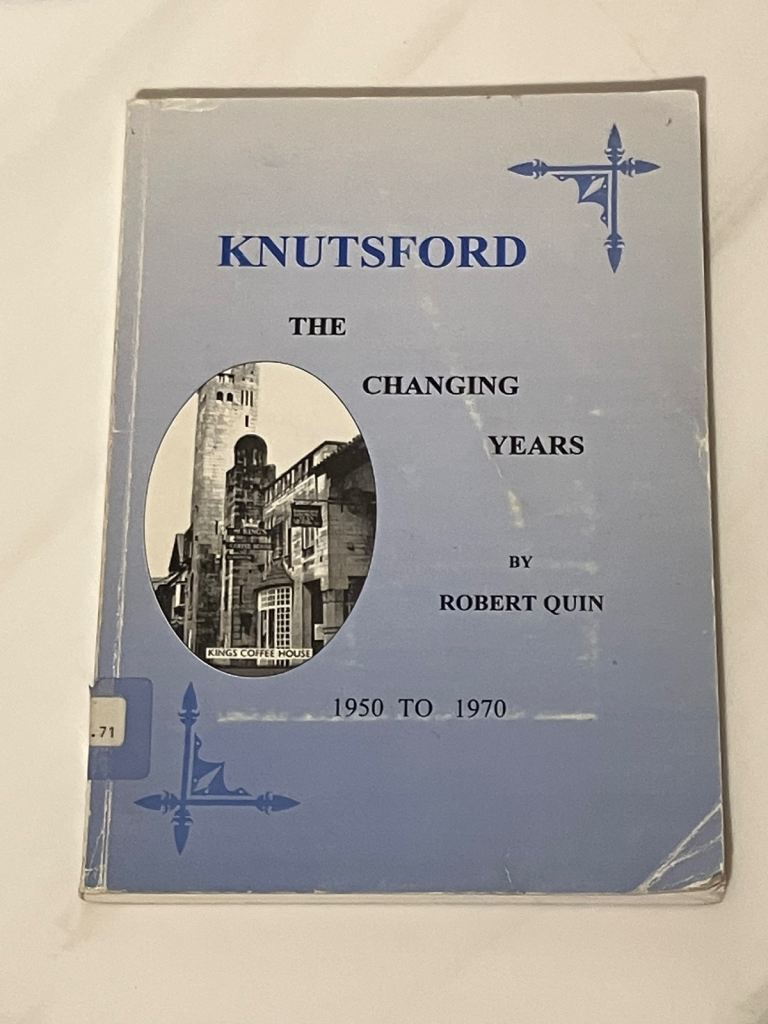 KNUTSFORD
THE
CHANGING
YEARS
BY
ROBERT QUIN
KINGS COFFEE HOUSE
1950 TO 1970
.71